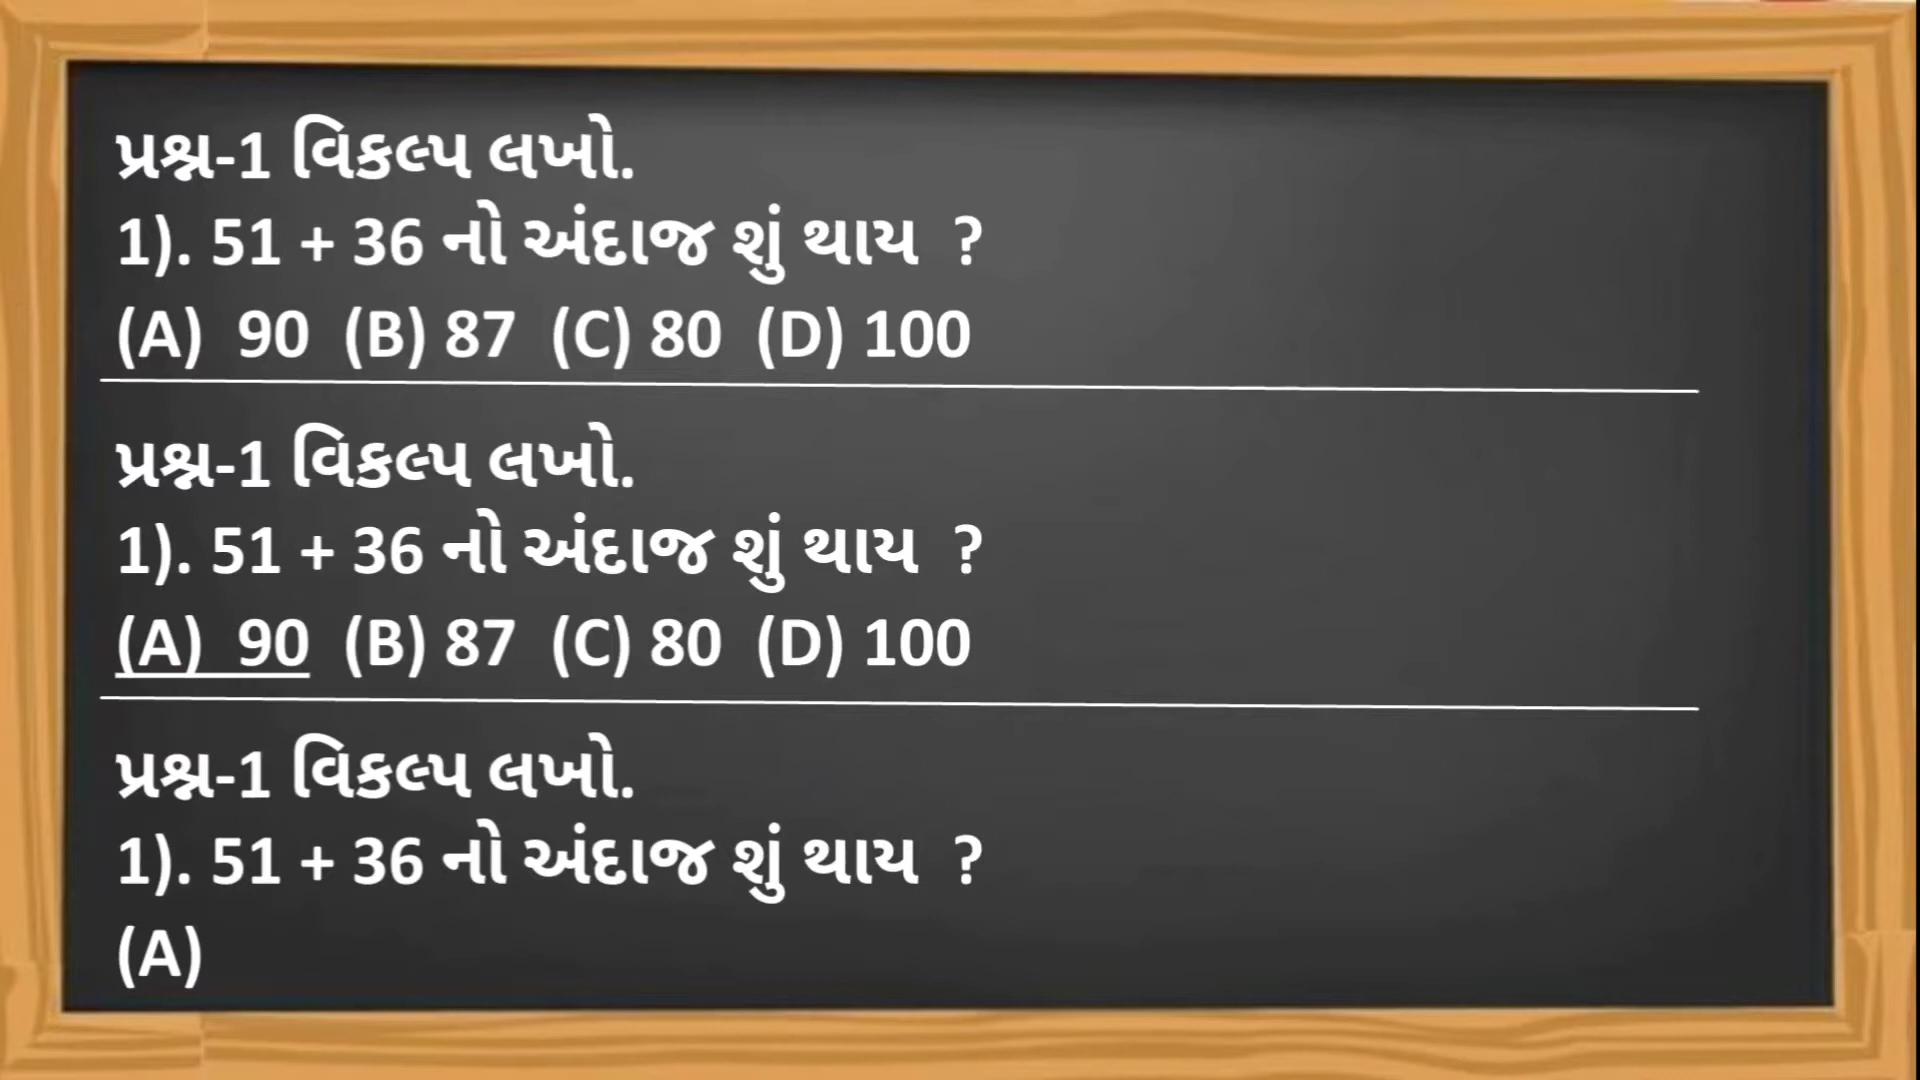 પ્રશ્ન-1 વિકલ્પ લખો.
1). 51 + 36 નો અંદાજ શું થાય ?
(A) 90 (B) 87 (C) 80 (D) 100
પ્રશ્ન-1 વિકલ્પ લખો.
1). 51 + 36 નો અંદાજ શું થાય ?
(A) 90 (B) 87 (C) 80 (D) 100
પ્રશ્ન-1 વિકલ્પ લખો.
1). 51 + 36 નો અંદાજ શું થાય ?
(A)